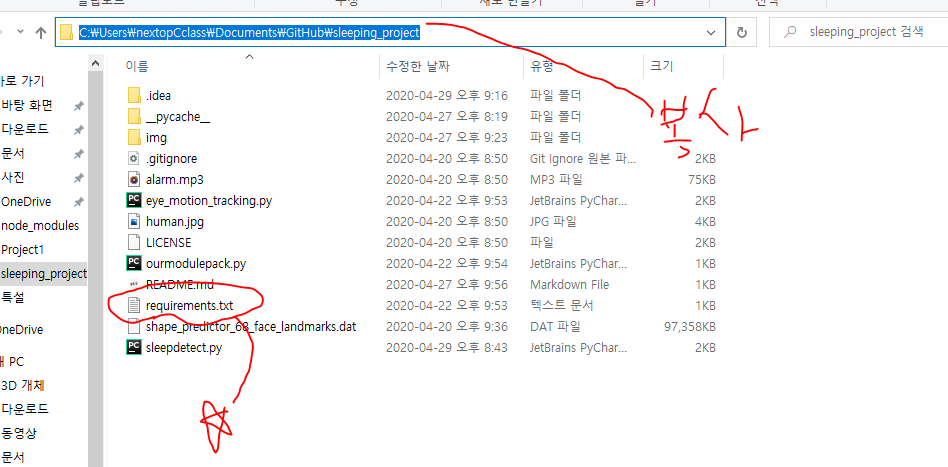 C:₩Users₩nextopCclass₩Documents₩GitHub₩sleeping_project
sleeping_project 검색
이름 수정한 날짜 유형 크기
바로 가기
바탕 화면
다운로드
문서
사진
OneDrive
node_modules
Project1
sleeping_project
특설
OneDrive
내 PC
3D 개체
다운로드
동영상
문서
.idea 2020-04-29 오후 9:16 파일 폴더
__pycache__ 2020-04-27 오후 8:19 파일 폴더
img 2020-04-27 오후 9:23 파일 폴더
.gitignore 2020-04-20 오후 8:50 Git Ignore 원본 파... 2KB
alarm.mp3 2020-04-20 오후 8:50 MP3 파일 75KB
eye_motion_tracking.py 2020-04-22 오후 9:53 JetBrains PyChar... 2KB
human.jpg 2020-04-20 오후 8:50 JPG 파일 4KB
LICENSE 2020-04-20 오후 8:50 파일 2KB
ourmodulepack.py 2020-04-22 오후 9:54 JetBrains PyChar... 1KB
README.md 2020-04-27 오후 9:56 Markdown File 1KB
requirements.txt 2020-04-22 오후 9:53 텍스트 문서 1KB
shape_predictor_68_face_landmarks.dat 2020-04-20 오후 9:36 DAT 파일 97,358KB
sleepdetect.py 2020-04-29 오후 8:43 JetBrains PyChar... 2KB
복사